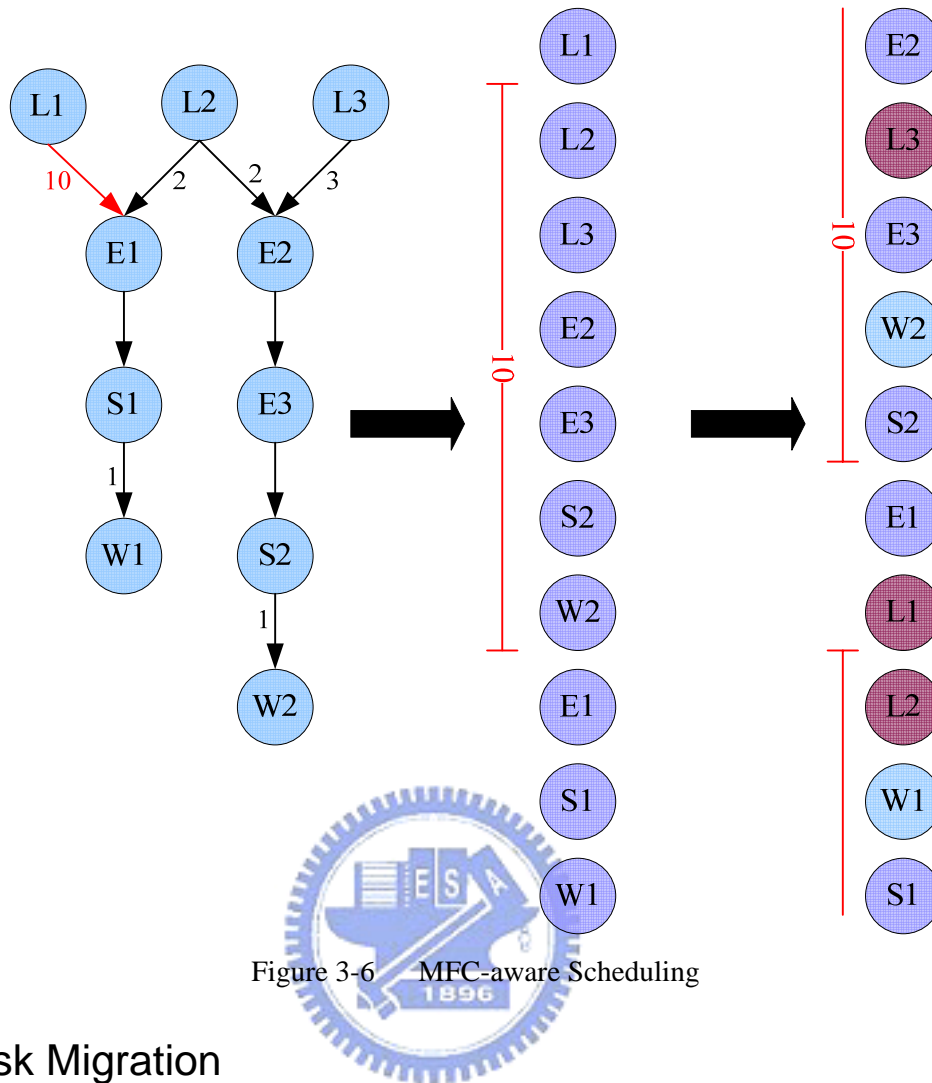 L1
L2
L3
10
2
2
3
E1
E2
S1
E3
1
W1
S2
1
W2
L1
L2
L3
E2
10
E3
S2
W2
E1
S1
W1
E2
L3
10
E3
W2
S2
E1
L1
L2
W1
S1
E S A
1896
Figure 3-6 MFC-aware Scheduling
sk Migration